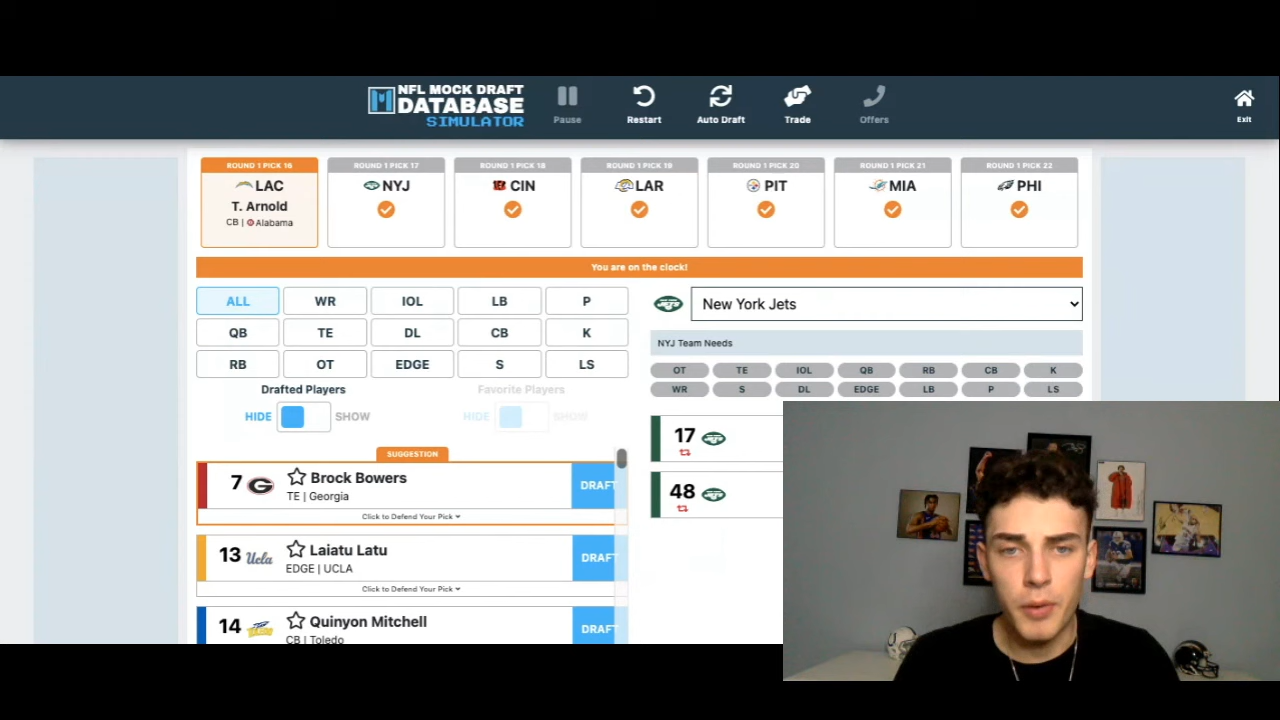 NFL MOCK DRAFT
DATABASE
SIMULATOR
Pause
Restart
Auto Draft
Trade
Offers
Exit
ROUND 1 PICK 16
LAC
T. Arnold
CB | Alabama
ROUND 1 PICK 17
NYJ
ROUND 1 PICK 18
CIN
ROUND 1 PICK 19
LAR
ROUND 1 PICK 20
PIT
ROUND 1 PICK 21
MIA
ROUND 1 PICK 22
PHI
You are on the clock!
ALL WR IOL LB P
QB TE DL CB K
RB OT EDGE S LS
Drafted Players
HIDE SHOW
Favorite Players
HIDE SHOW
SUGGESTION
7 Brock Bowers
TE | Georgia
DRAFT
Click to Defend Your Pick
13 Ucla Laiatu Latu
EDGE | UCLA
DRAFT
Click to Defend Your Pick
14 Quinyon Mitchell
CB | Toledo
DRAFT
New York Jets
NYJ Team Needs
OT TE IOL QB RB CB K
WR S DL EDGE LB P LS
17
48